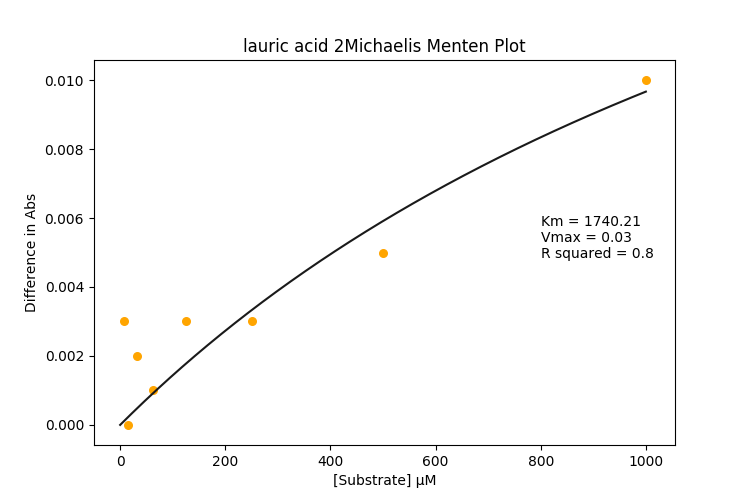 lauric acid 2Michaelis Menten Plot
0.010
0.008
0.006
0.004
0.002
0.000
Difference in Abs
Km = 1740.21
Vmax = 0.03
R squared = 0.8
0 200 400 600 800 1000
[Substrate] µM